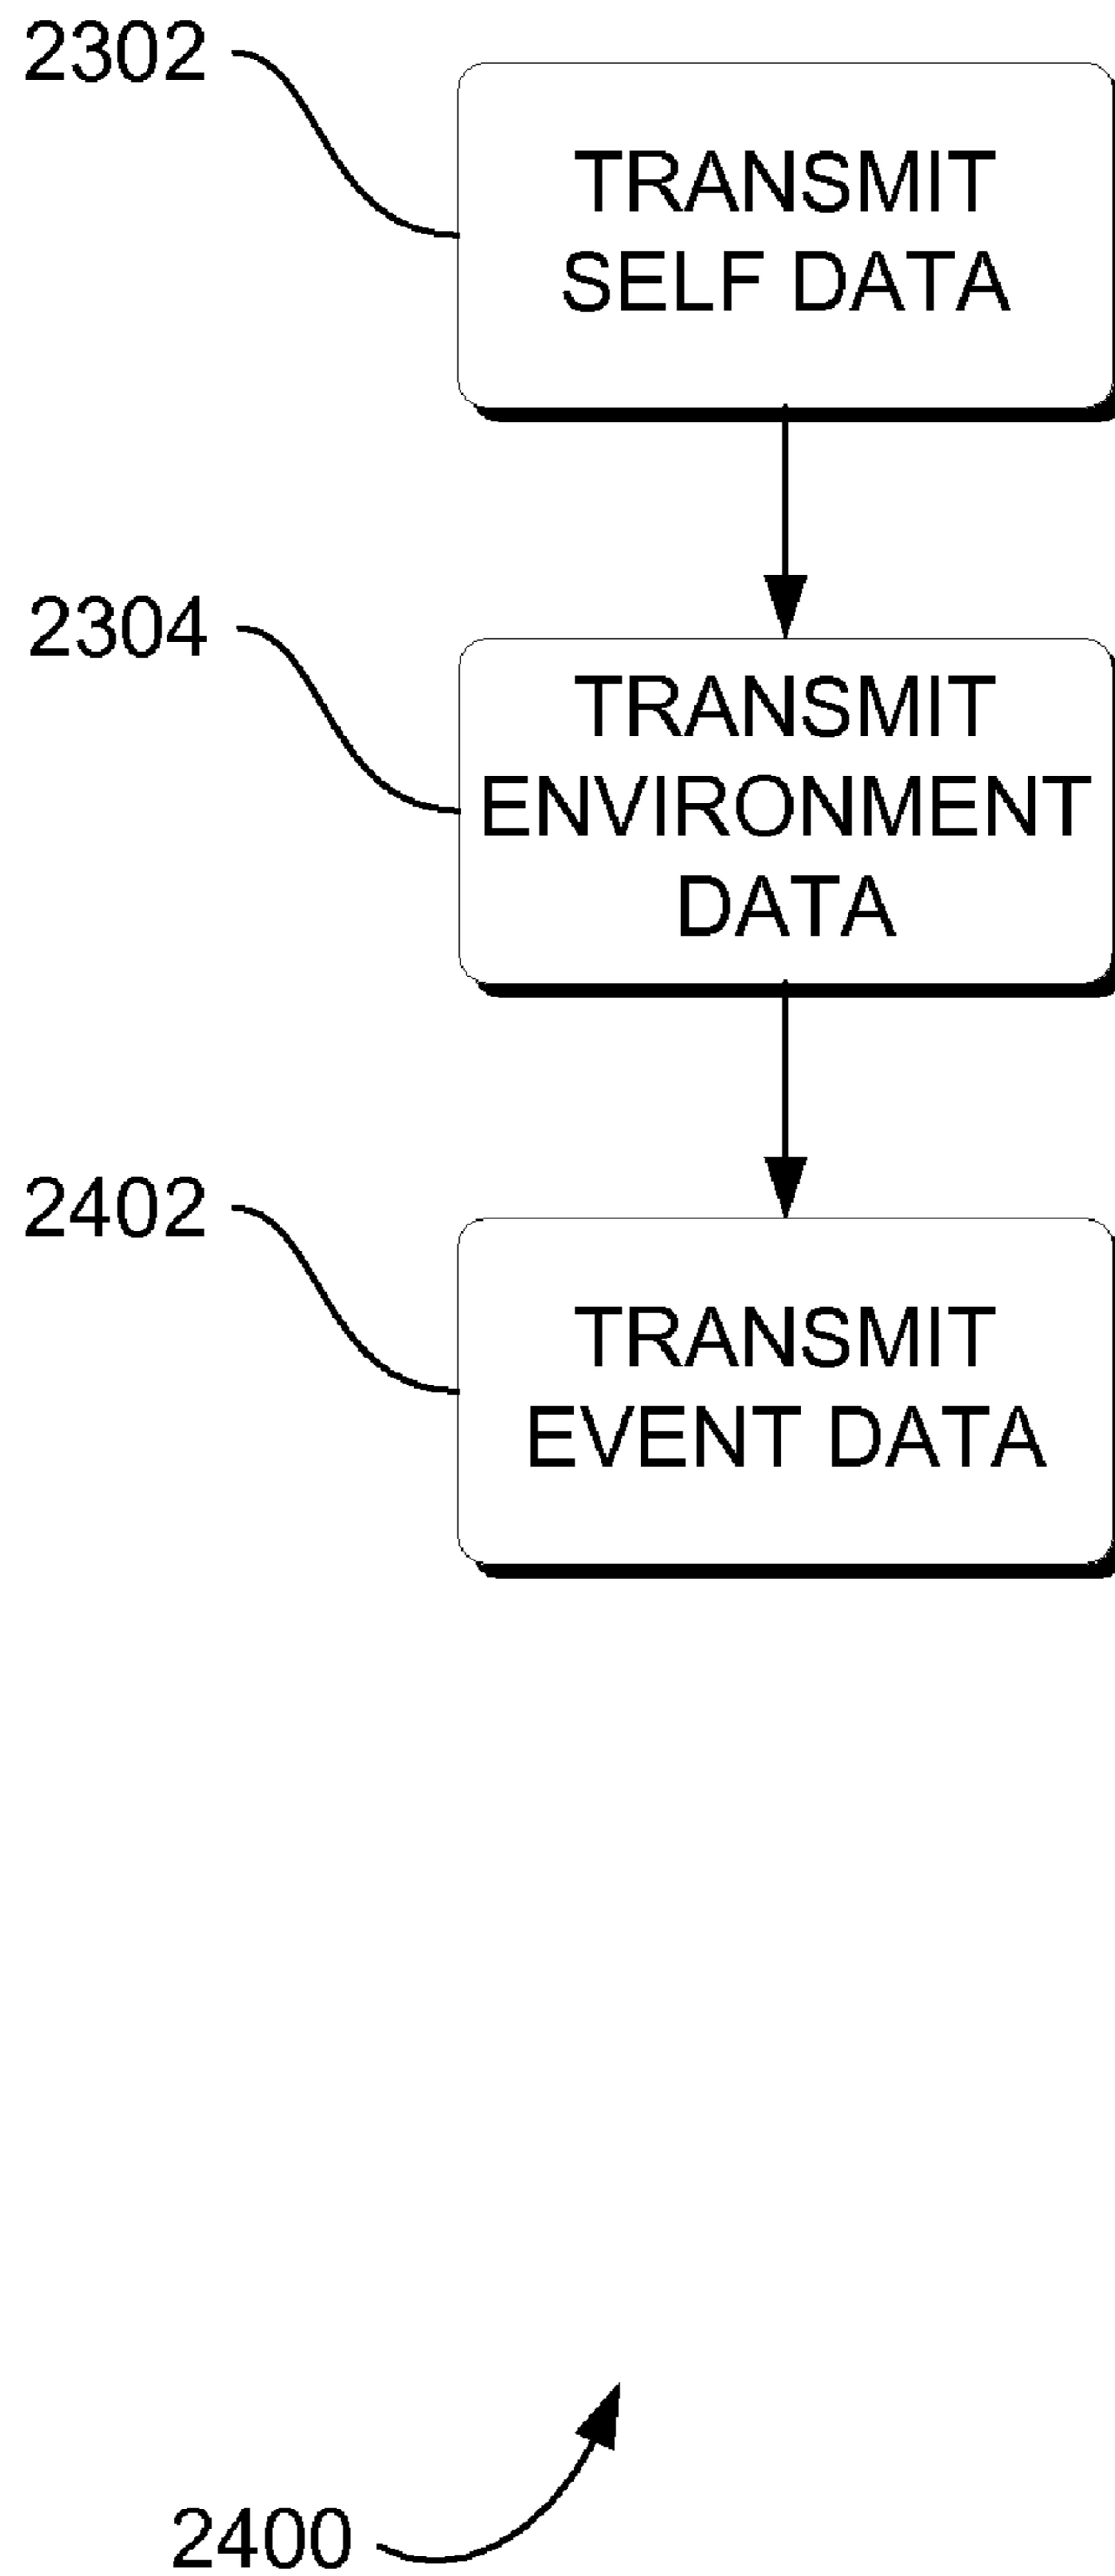 2302
TRANSMIT
SELF DATA
2304
TRANSMIT
ENVIRONMENT
DATA
2402
TRANSMIT
EVENT DATA
2400